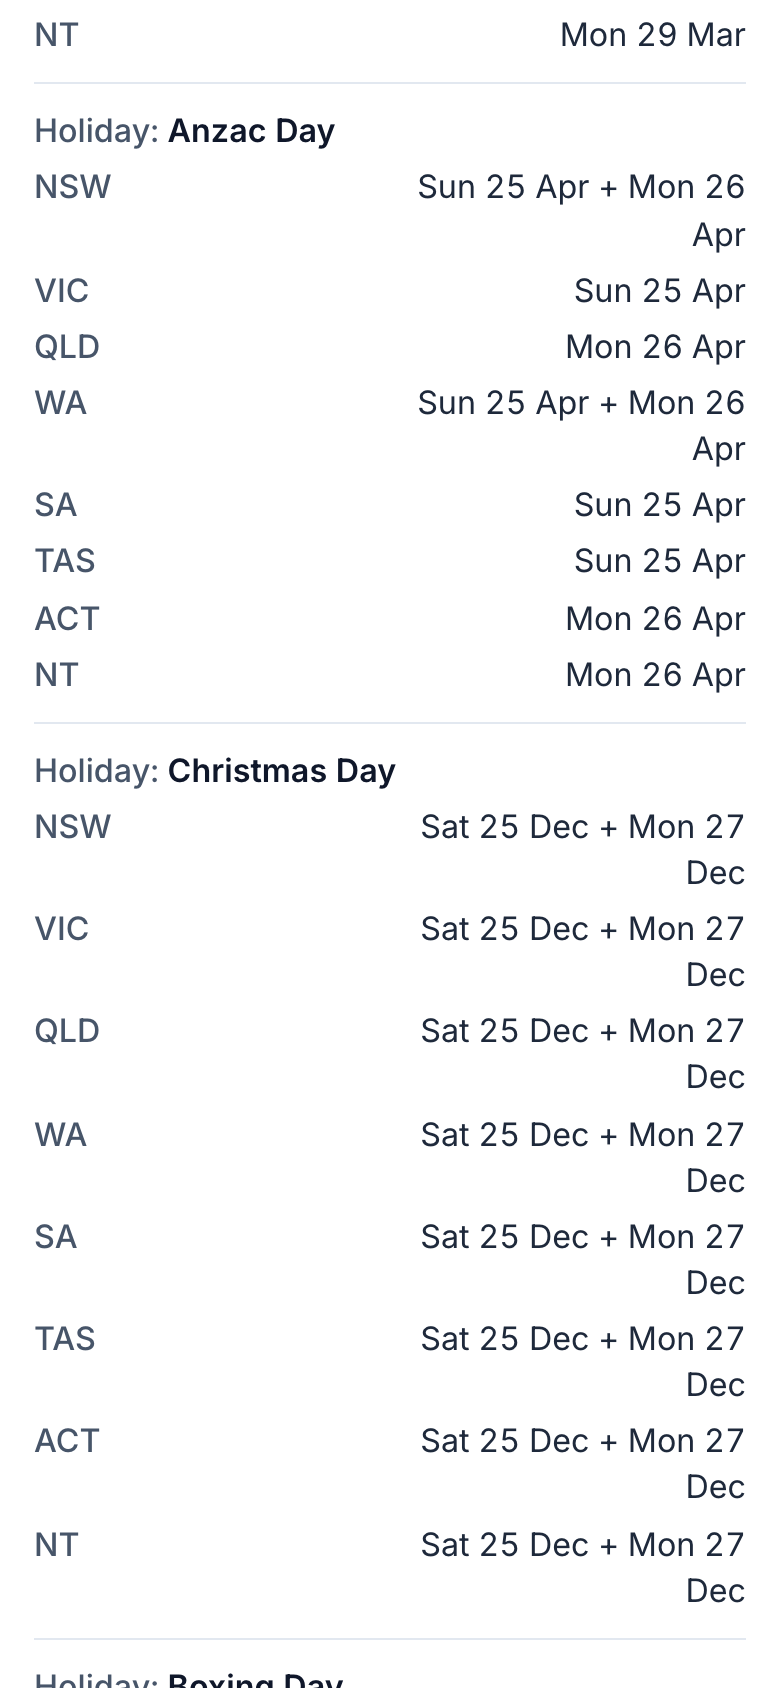 NT Mon 29 Mar
Holiday: Anzac Day
NSW Sun 25 Apr + Mon 26
Apr
VIC Sun 25 Apr
QLD Mon 26 Apr
WA Sun 25 Apr + Mon 26
Apr
SA Sun 25 Apr
TAS Sun 25 Apr
ACT Mon 26 Apr
NT Mon 26 Apr
Holiday: Christmas Day
NSW Sat 25 Dec + Mon 27
Dec
VIC Sat 25 Dec + Mon 27
Dec
QLD Sat 25 Dec + Mon 27
Dec
WA Sat 25 Dec + Mon 27
Dec
SA Sat 25 Dec + Mon 27
Dec
TAS Sat 25 Dec + Mon 27
Dec
ACT Sat 25 Dec + Mon 27
Dec
NT Sat 25 Dec + Mon 27
Dec
Holiday: Boxing Day